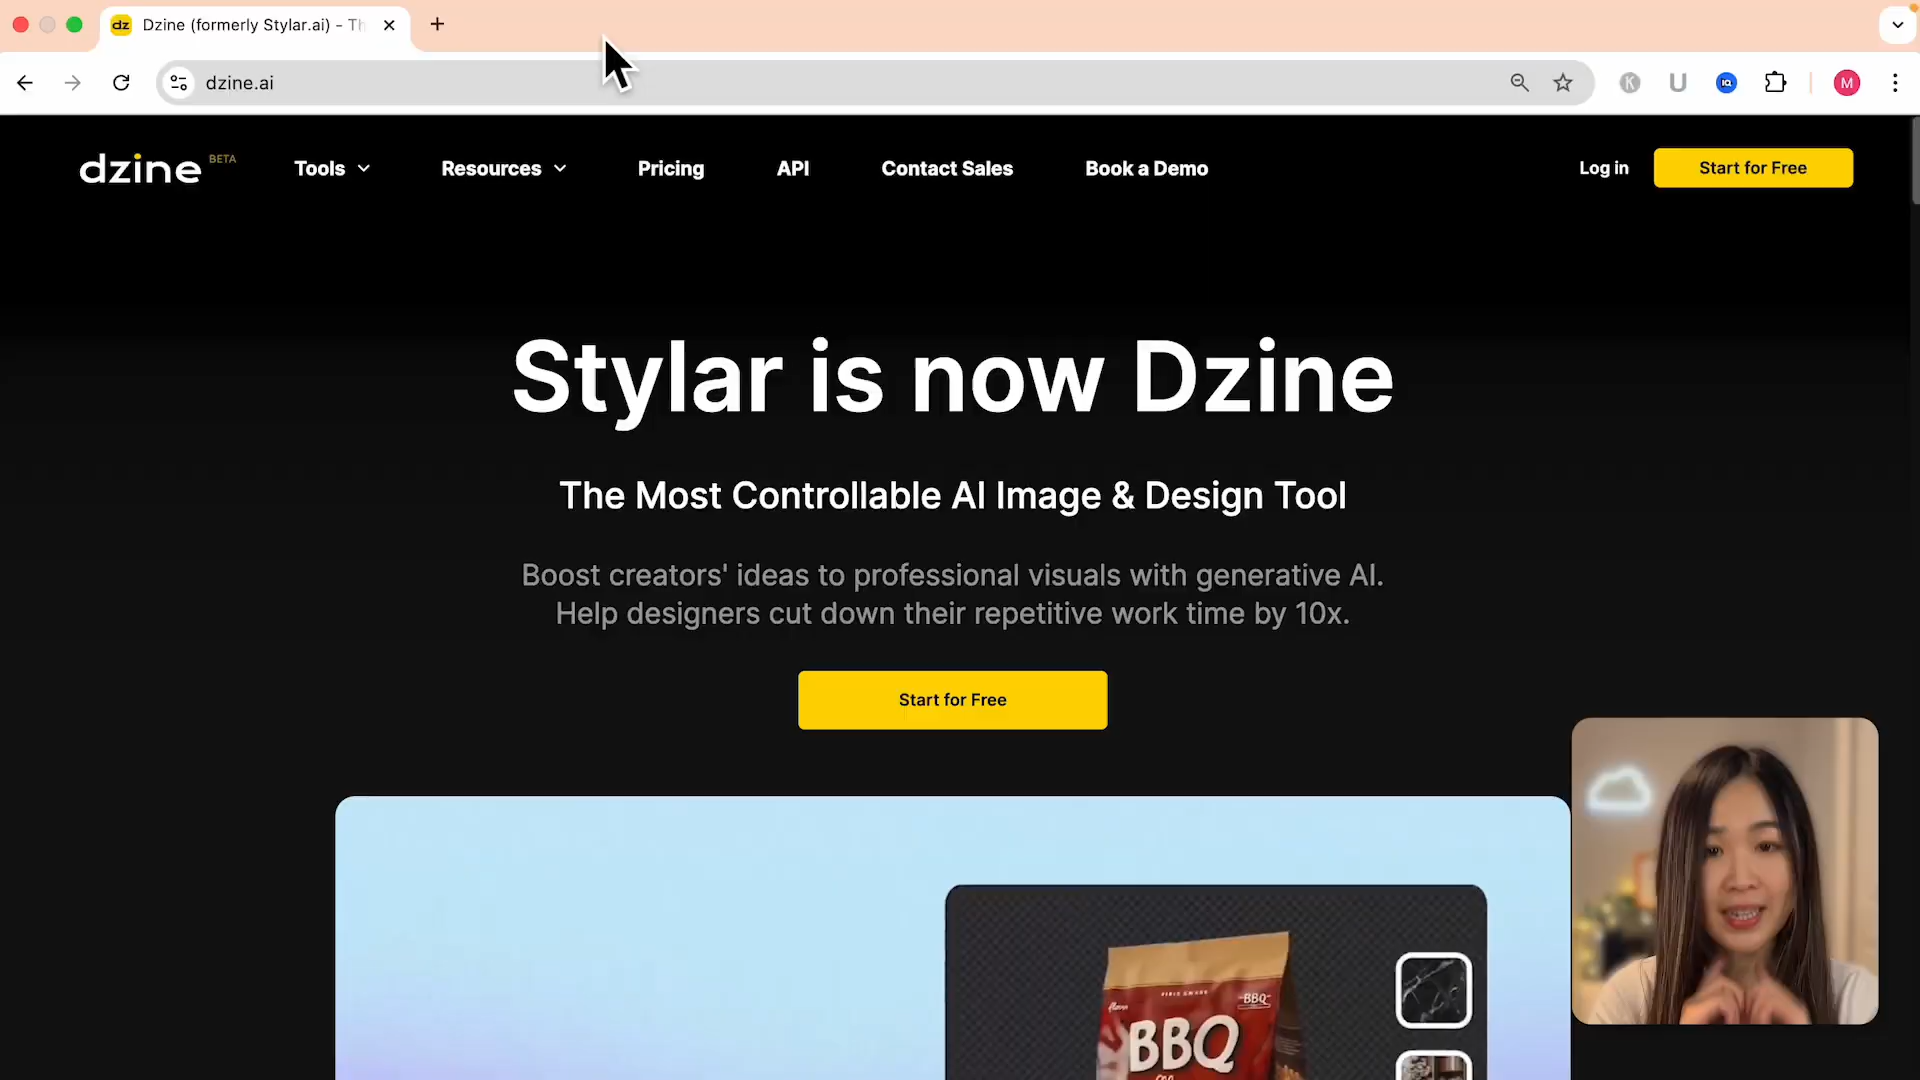 dz Dzine (formerly Stylar.ai) - Th
dzine.ai
M
dzine BETA
Tools
Resources
Pricing
API
Contact Sales
Book a Demo
Log in
Start for Free
Stylar is now Dzine
The Most Controllable AI Image & Design Tool
Boost creators' ideas to professional visuals with generative AI.
Help designers cut down their repetitive work time by 10x.
Start for Free
BBQ
BBQ